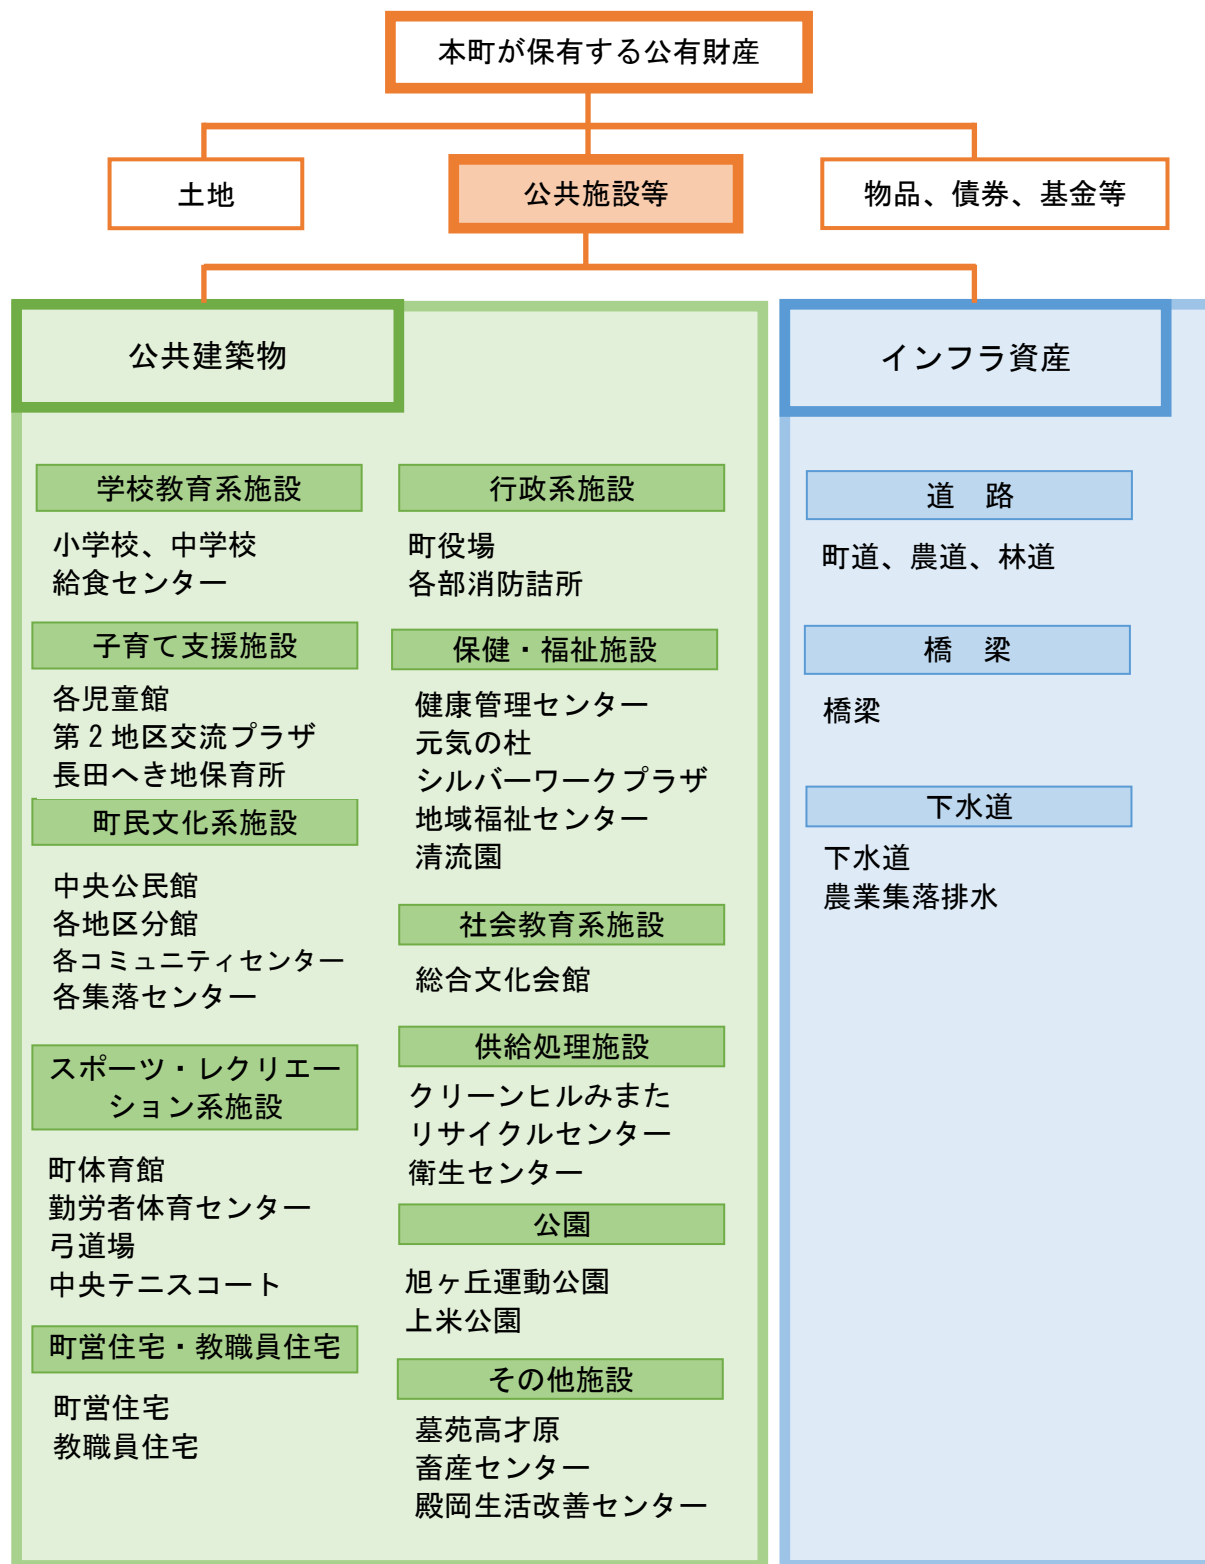 本町が保有する公有財産
土地
公共施設等
物品、債券、基金等
公共建築物
学校教育系施設
小学校、中学校
給食センター
子育て支援施設
各児童館
第2地区交流プラザ
長田へき地保育所
町民文化系施設
中央公民館
各地区分館
各コミュニティセンター
各集落センター
スポーツ・レクリエー
ション系施設
町体育館
勤労者体育センター
弓道場
中央テニスコート
町営住宅・教職員住宅
町営住宅
教職員住宅
行政系施設
町役場
各部消防詰所
保健・福祉施設
健康管理センター
元気の杜
シルバーワークプラザ
地域福祉センター
清流園
社会教育系施設
総合文化会館
供給処理施設
クリーンヒルみまた
リサイクルセンター
衛生センター
公園
旭ヶ丘運動公園
上米公園
その他施設
墓苑高才原
畜産センター
殿岡生活改善センター
インフラ資産
道　路
町道、農道、林道
橋　梁
橋梁
下水道
下水道
農業集落排水